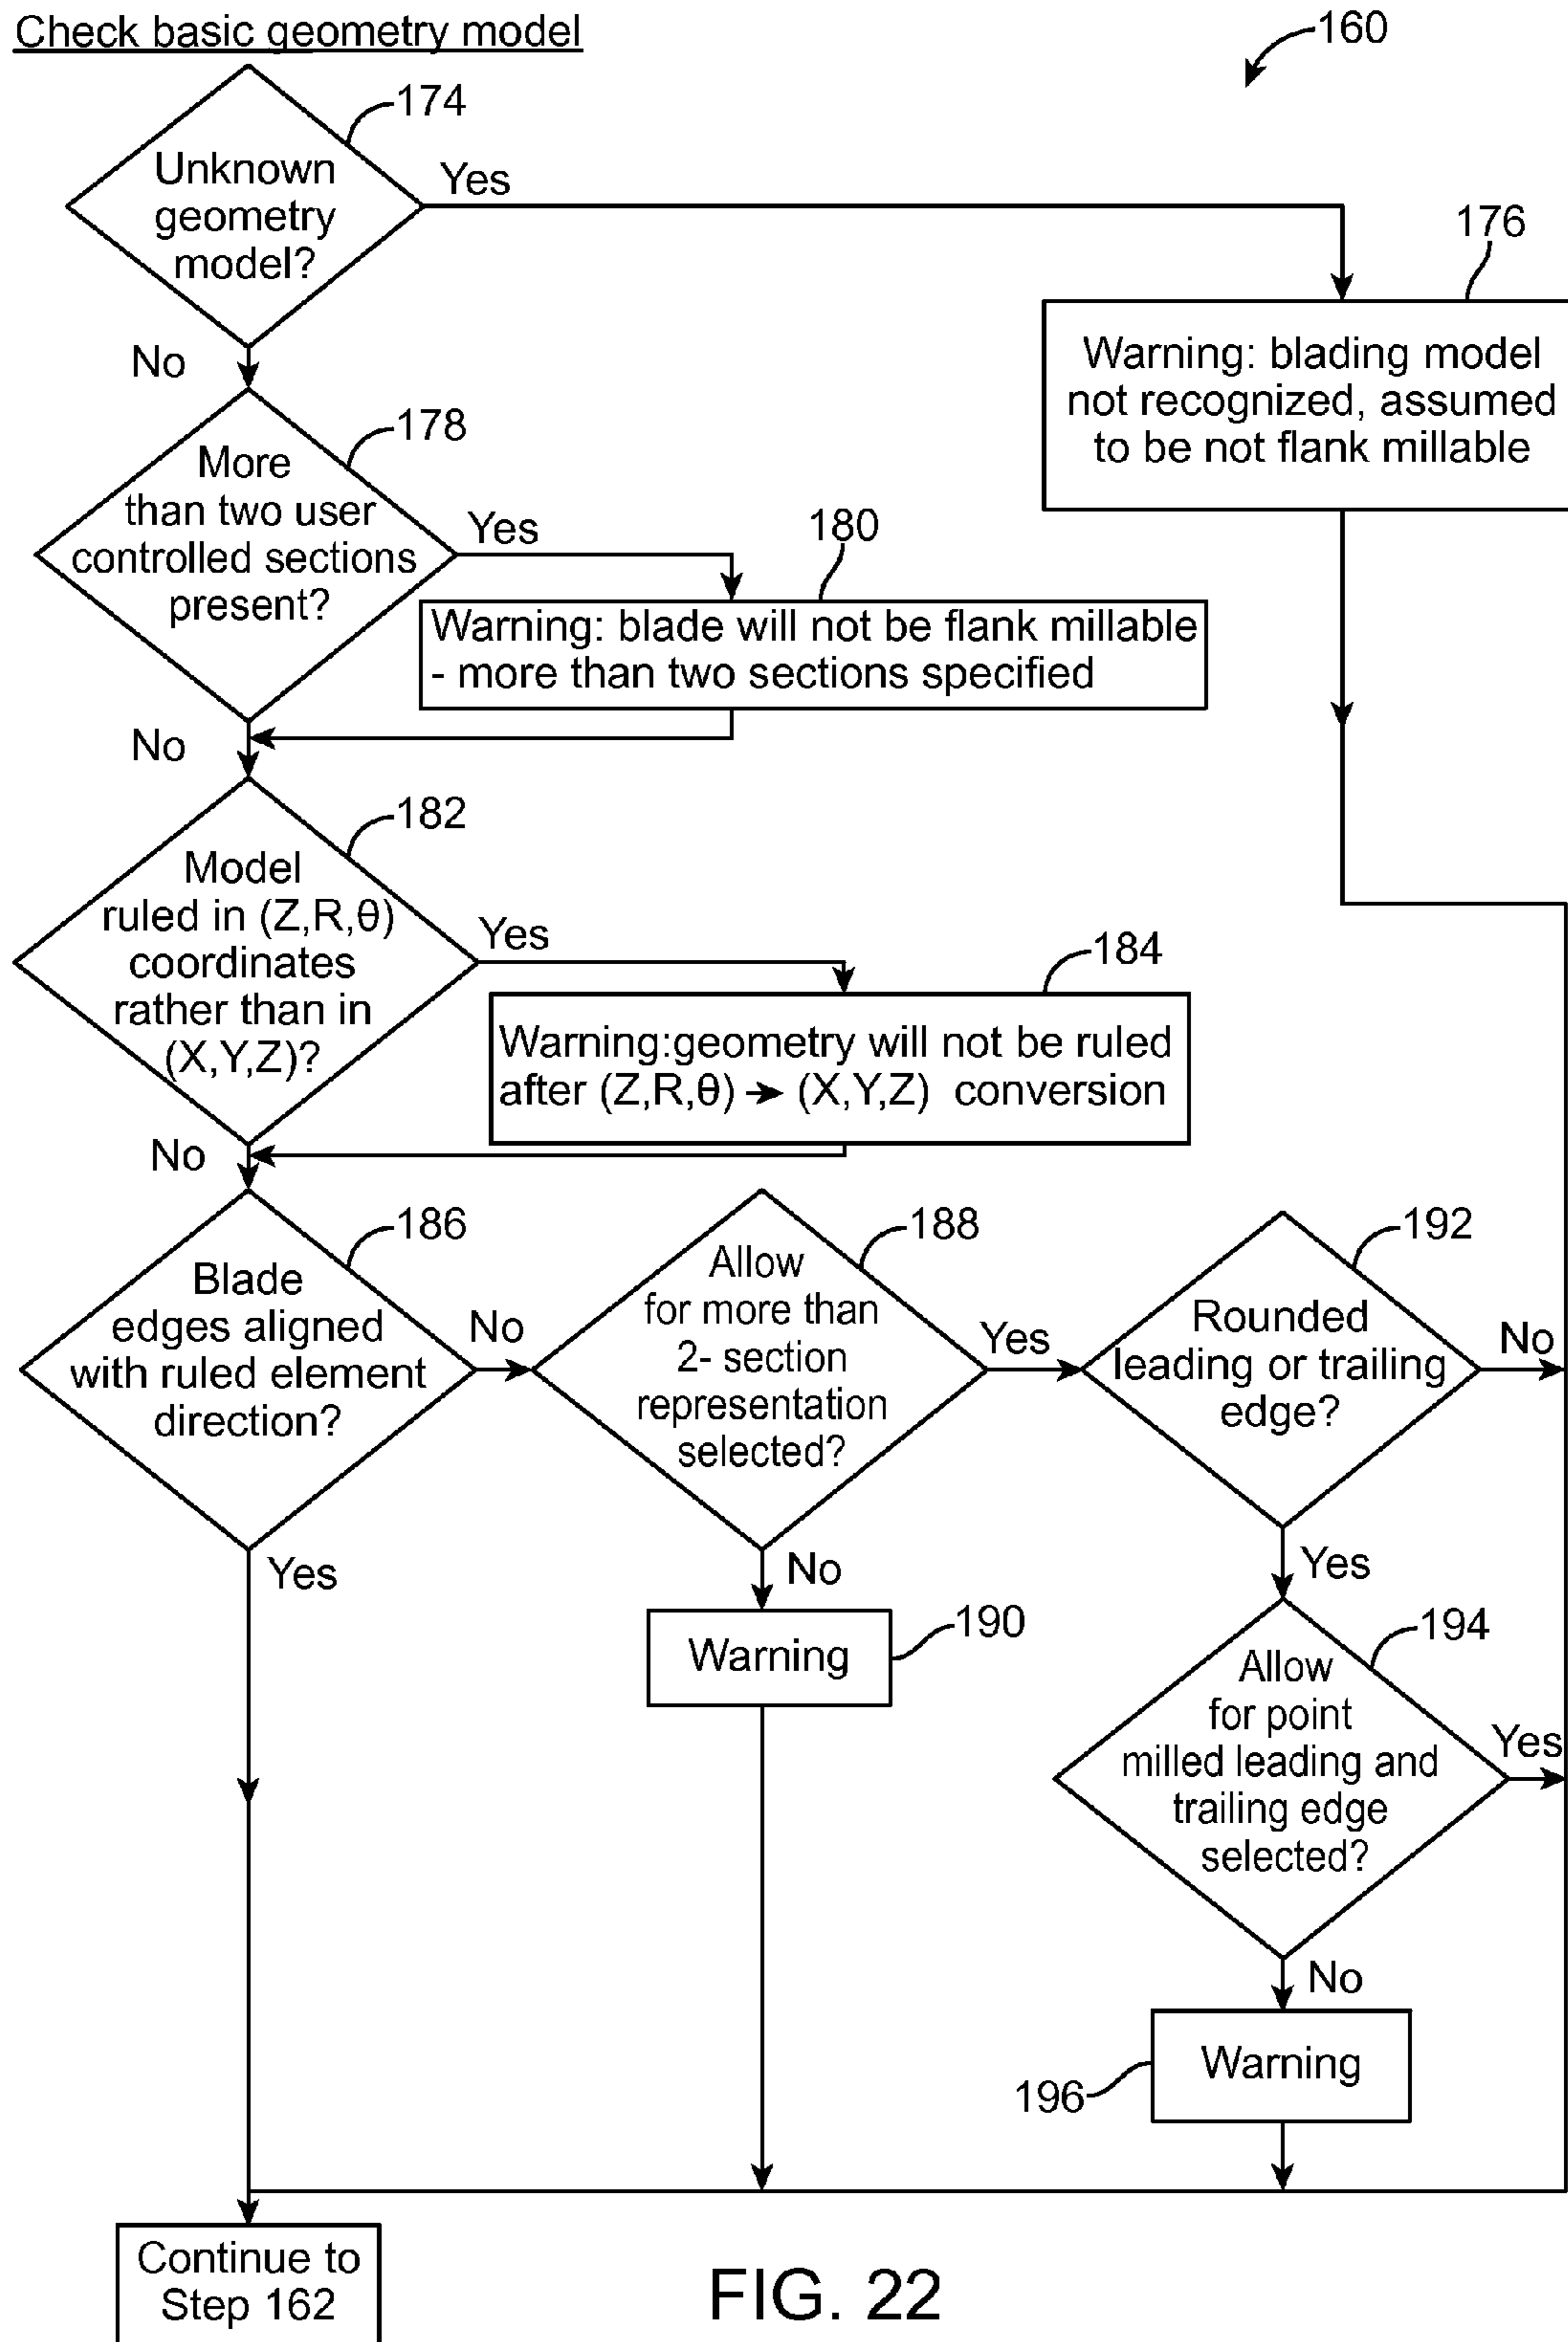 Check basic geometry model
160
174
Unknown
geometry
model?
Yes
No
176
Warning: blading model
not recognized, assumed
to be not flank millable
178
More
than two user
controlled sections
present?
Yes
No
180
Warning: blade will not be flank millable
- more than two sections specified
182
Model
ruled in (Z,R,θ)
coordinates
rather than in
(X,Y,Z)?
Yes
No
184
Warning:geometry will not be ruled
after (Z,R,θ) → (X,Y,Z) conversion
186
Blade
edges aligned
with ruled element
direction?
No
Yes
188
Allow
for more than
2- section
representation
selected?
Yes
No
190
Warning
192
Rounded
leading or trailing
edge?
No
Yes
194
Allow
for point
milled leading and
trailing edge
selected?
Yes
No
196
Warning
Continue to
Step 162
FIG. 22